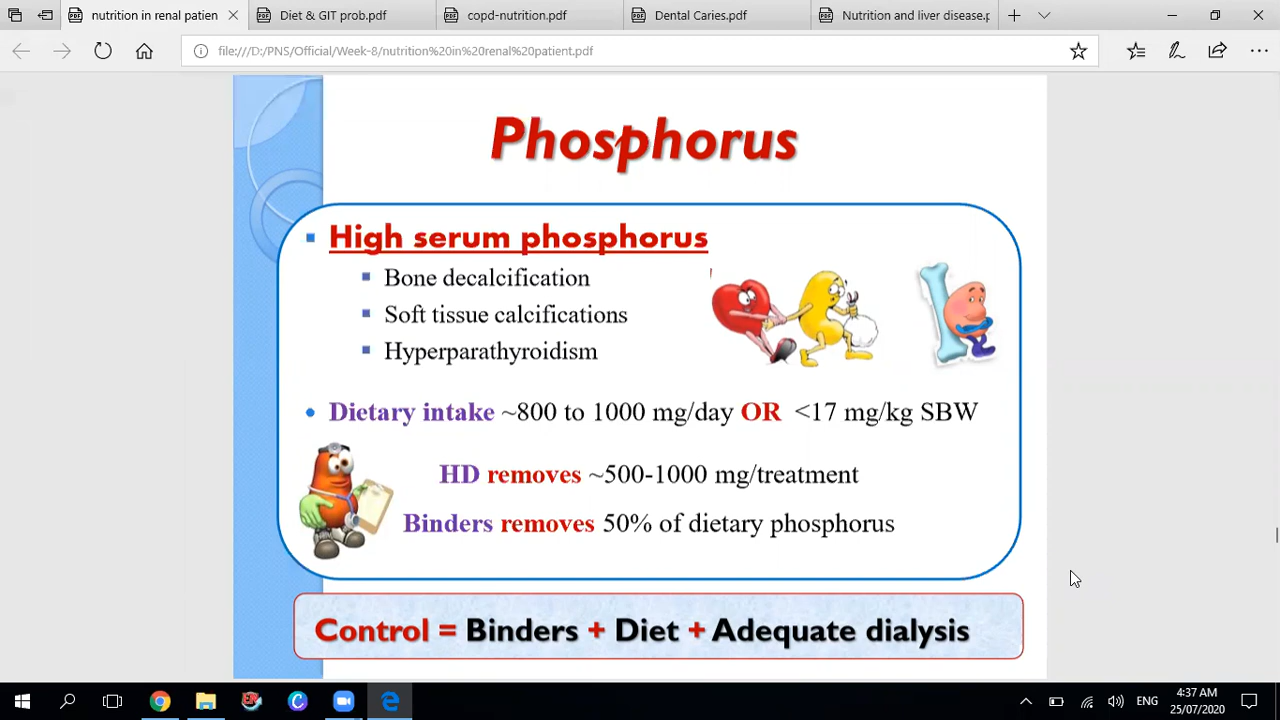 nutrition in renal patien
Diet & GIT prob.pdf
copd-nutrition.pdf
Dental Caries.pdf
Nutrition and liver disease.p
file:///D:/PNS/Official/Week-8/nutrition%20in%20renal%20patient.pdf
Phosphorus
High serum phosphorus
Bone decalcification
Soft tissue calcifications
Hyperparathyroidism
Dietary intake ~800 to 1000 mg/day OR <17 mg/kg SBW
HD removes ~500-1000 mg/treatment
Binders removes 50% of dietary phosphorus
Control = Binders + Diet + Adequate dialysis
ENG
4:37 AM
25/07/2020